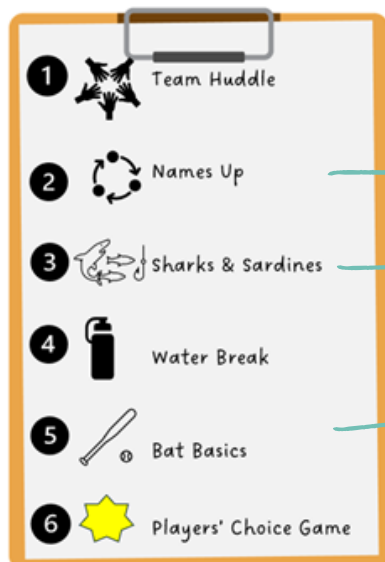 1 Team Huddle
2 Names Up
3 Sharks & Sardines
4 Water Break
5 Bat Basics
6 Players' Choice Game